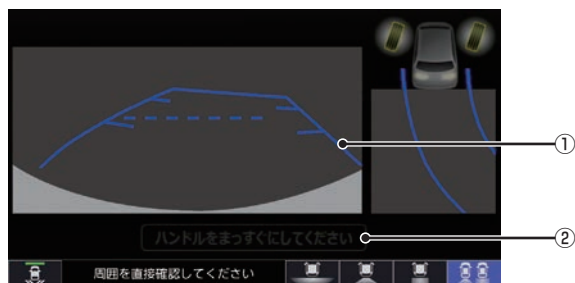 ①
ハンドルをまっすぐにしてください ②
周囲を直接確認してください